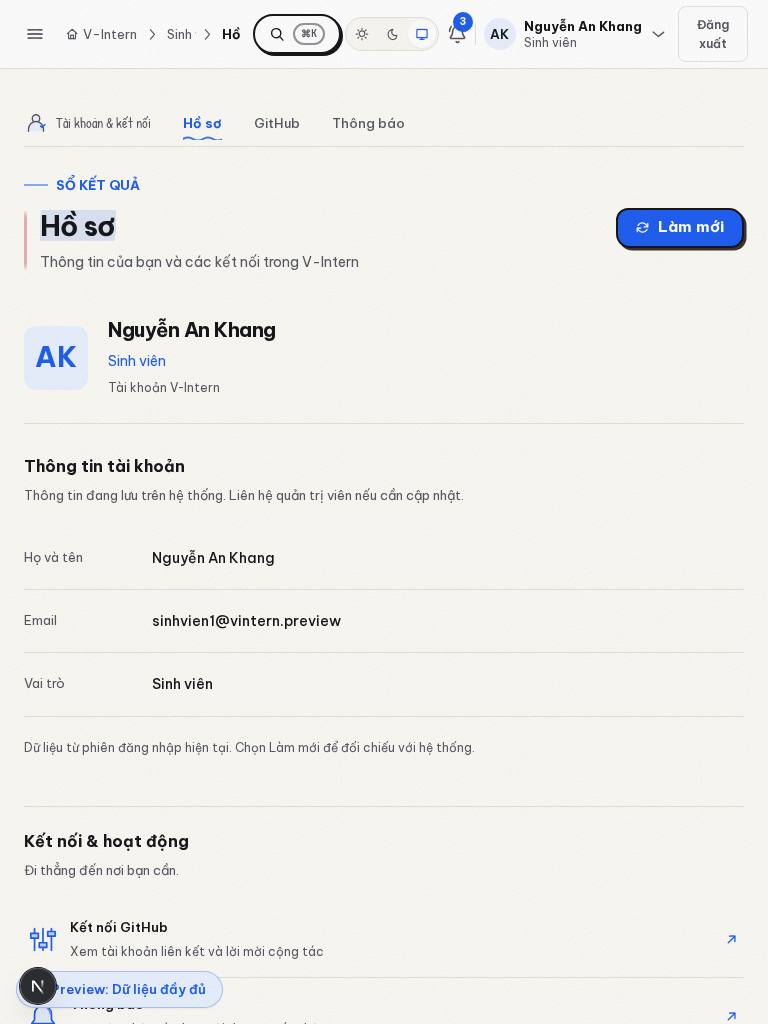 V-Intern
Sinh
Hồ
⌘K
3
AK
Nguyễn An Khang
Sinh viên
Đăng
xuất
Tài khoản & kết nối
Hồ sơ
GitHub
Thông báo
SỔ KẾT QUẢ
Hồ sơ
Làm mới
Thông tin của bạn và các kết nối trong V-Intern
AK
Nguyễn An Khang
Sinh viên
Tài khoản V-Intern
Thông tin tài khoản
Thông tin đang lưu trên hệ thống. Liên hệ quản trị viên nếu cần cập nhật.
Họ và tên
Nguyễn An Khang
Email
sinhvien1@vintern.preview
Vai trò
Sinh viên
Dữ liệu từ phiên đăng nhập hiện tại. Chọn Làm mới để đối chiếu với hệ thống.
Kết nối & hoạt động
Đi thẳng đến nơi bạn cần.
Kết nối GitHub
Xem tài khoản liên kết và lời mời cộng tác
N
Preview: Dữ liệu đầy đủ